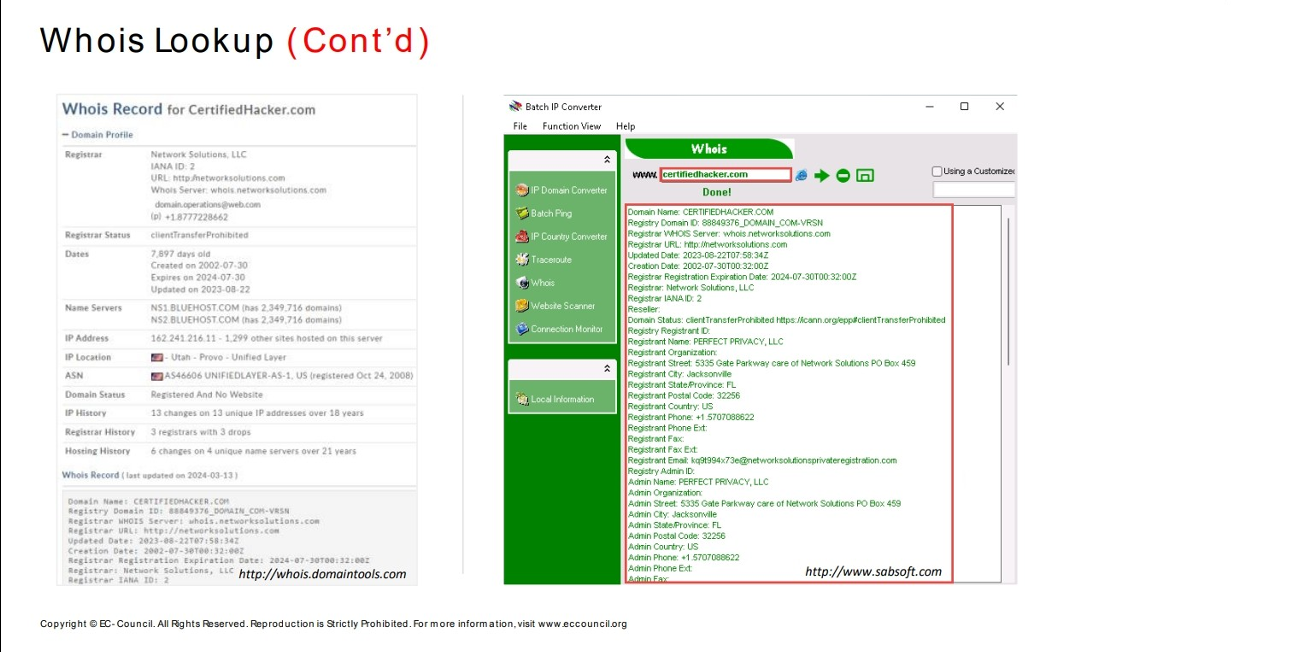 Whois Lookup (Cont'd)
Whois Record for CertifiedHacker.com
Domain Profile
Registrar Network Solutions, LLC
IANA ID: 2
URL: http://networksolutions.com
Whois Server: whois.networksolutions.com
domain.operations@web.com
(p) +1.8777228662
Registrar Status clientTransferProhibited
Dates 7,897 days old
Created on 2002-07-30
Expires on 2024-07-30
Updated on 2023-08-22
Name Servers NS1.BLUEHOST.COM (has 2,349,716 domains)
NS2.BLUEHOST.COM (has 2,349,716 domains)
IP Address 162.241.216.11 - 1,299 other sites hosted on this server
IP Location - Utah - Provo - Unified Layer
ASN AS46606 UNIFIEDLAYER-AS-1, US (registered Oct 24, 2008)
Domain Status Registered And No Website
IP History 13 changes on 13 unique IP addresses over 18 years
Registrar History 3 registrars with 3 drops
Hosting History 6 changes on 4 unique name servers over 21 years
Whois Record ( last updated on 2024-03-13 )
Domain Name: CERTIFIEDHACKER.COM
Registry Domain ID: 88849376_DOMAIN_COM-VRSN
Registrar WHOIS Server: whois.networksolutions.com
Registrar URL: http://networksolutions.com
Updated Date: 2023-08-22T07:58:34Z
Creation Date: 2002-07-30T00:32:00Z
Registrar Registration Expiration Date: 2024-07-30T00:32:00Z
Registrar: Network Solutions, LLC
Registrar IANA ID: 2
http://whois.domaintools.com
Batch IP Converter
File Function View Help
IP Domain Converter
Batch Ping
IP Country Converter
Traceroute
Whois
Website Scanner
Connection Monitor
Local Information
Whois
www. certifiedhacker.com
Using a Customize
Done!
Domain Name: CERTIFIEDHACKER.COM
Registry Domain ID: 88849376_DOMAIN_COM-VRSN
Registrar WHOIS Server: whois.networksolutions.com
Registrar URL: http://networksolutions.com
Updated Date: 2023-08-22T07:58:34Z
Creation Date: 2002-07-30T00:32:00Z
Registrar Registration Expiration Date: 2024-07-30T00:32:00Z
Registrar: Network Solutions, LLC
Registrar IANA ID: 2
Reseller:
Domain Status: clientTransferProhibited https://icann.org/epp#clientTransferProhibited
Registry Registrant ID:
Registrant Name: PERFECT PRIVACY, LLC
Registrant Organization:
Registrant Street: 5335 Gate Parkway care of Network Solutions PO Box 459
Registrant City: Jacksonville
Registrant State/Province: FL
Registrant Postal Code: 32256
Registrant Country: US
Registrant Phone: +1.5707088622
Registrant Phone Ext:
Registrant Fax:
Registrant Fax Ext:
Registrant Email: kq9t994x73e@networksolutionsprivateregistration.com
Registry Admin ID:
Admin Name: PERFECT PRIVACY, LLC
Admin Organization:
Admin Street: 5335 Gate Parkway care of Network Solutions PO Box 459
Admin City: Jacksonville
Admin State/Province: FL
Admin Postal Code: 32256
Admin Country: US
Admin Phone: +1.5707088622
Admin Phone Ext:
Admin Fax:
http://www.sabsoft.com
Copyright © EC-Council. All Rights Reserved. Reproduction is Strictly Prohibited. For more information, visit www.eccouncil.org